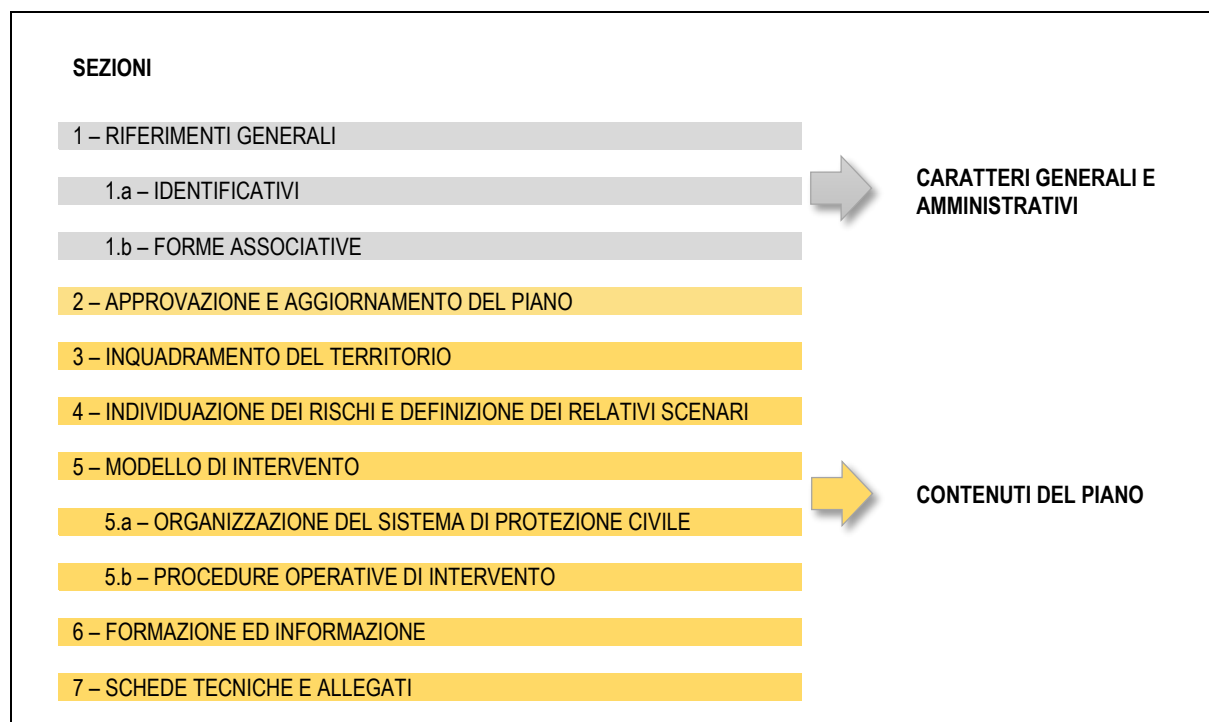 SEZIONI
1 – RIFERIMENTI GENERALI
1.a – IDENTIFICATIVI
1.b – FORME ASSOCIATIVE
CARATTERI GENERALI E
AMMINISTRATIVI
2 – APPROVAZIONE E AGGIORNAMENTO DEL PIANO
3 – INQUADRAMENTO DEL TERRITORIO
4 – INDIVIDUAZIONE DEI RISCHI E DEFINIZIONE DEI RELATIVI SCENARI
5 – MODELLO DI INTERVENTO
5.a – ORGANIZZAZIONE DEL SISTEMA DI PROTEZIONE CIVILE
5.b – PROCEDURE OPERATIVE DI INTERVENTO
6 – FORMAZIONE ED INFORMAZIONE
7 – SCHEDE TECNICHE E ALLEGATI
CONTENUTI DEL PIANO